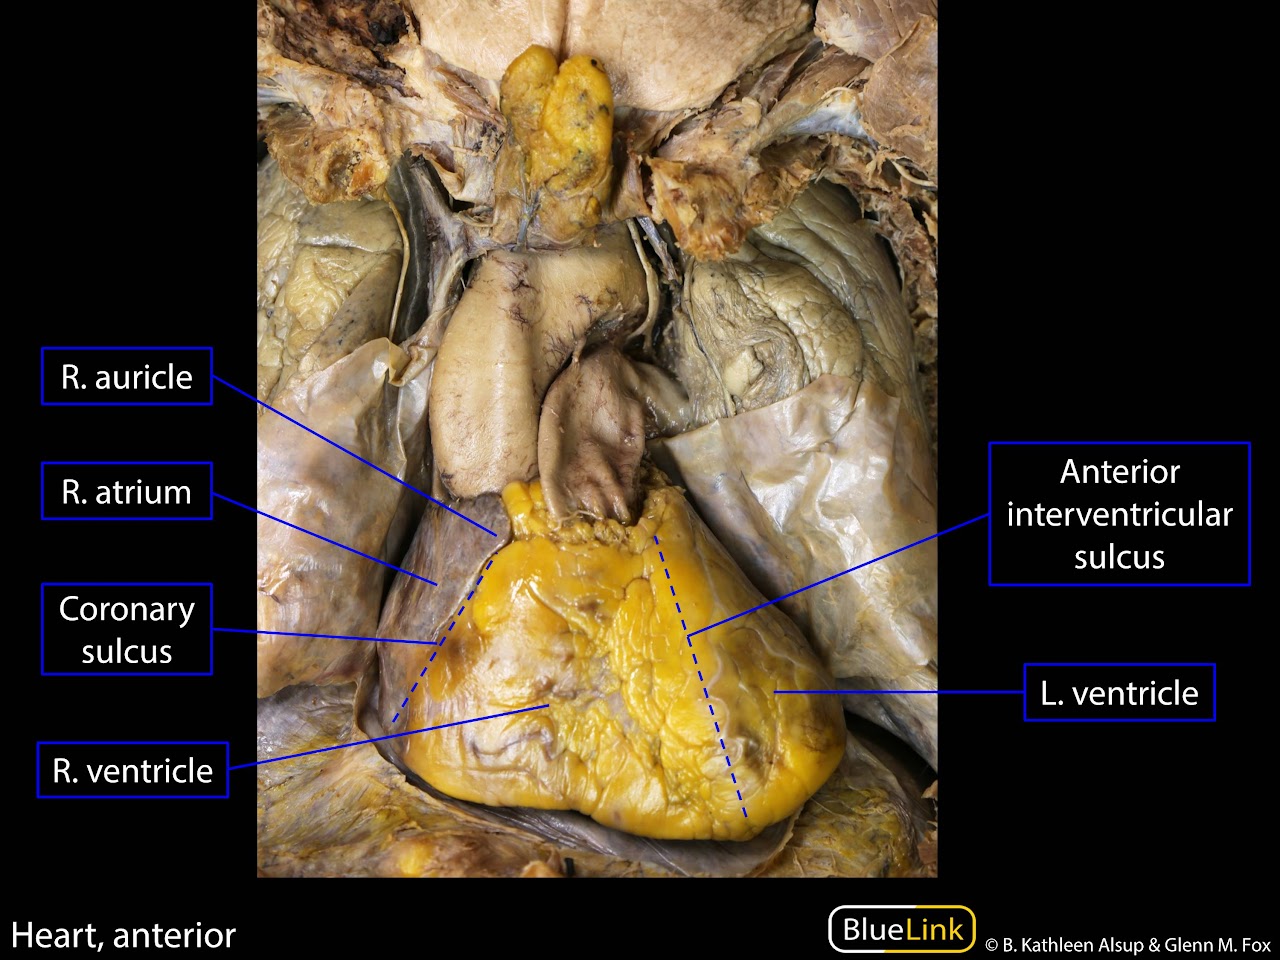 R. auricle
R. atrium
Coronary
sulcus
R. ventricle
Anterior
interventricular
sulcus
L. ventricle
Heart, anterior
BlueLink
© B. Kathleen Alsup & Glenn M. Fox